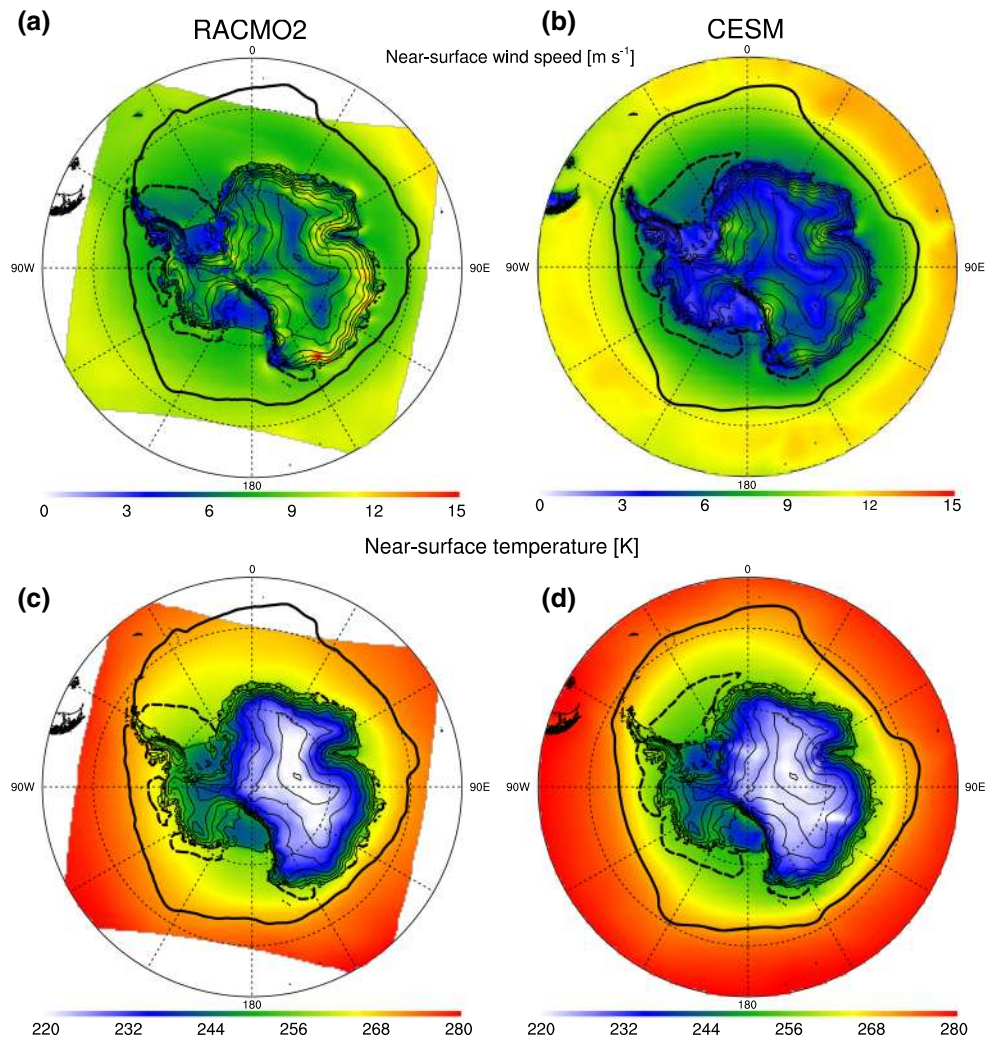 (a) RACMO2 (b) CESM
Near-surface wind speed [m s⁻¹]
0 0
90W 90E 90W 90E
180 180
0 3 6 9 12 15 0 3 6 9 12 15
Near-surface temperature [K]
(c) (d)
0 0
90W 90E 90W 90E
180 180
220 232 244 256 268 280 220 232 244 256 268 280